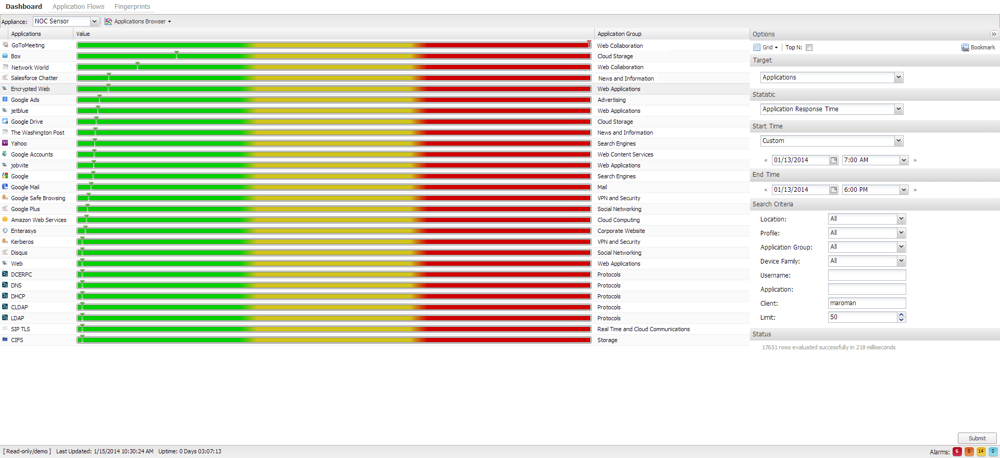 Dashboard Application Flows Fingerprints
Appliance: NOC Sensor Applications Browser
Applications Value Application Group
GoToMeeting Web Collaboration
Box Cloud Storage
Network World Web Collaboration
Salesforce Chatter News and Information
Encrypted Web Web Applications
Google Ads Advertising
jetblue Web Applications
Google Drive Cloud Storage
The Washington Post News and Information
Yahoo Search Engines
Google Accounts Web Content Services
jobvite Web Applications
Google Search Engines
Google Mail Mail
Google Safe Browsing VPN and Security
Google Plus Social Networking
Amazon Web Services Cloud Computing
Enterasys Corporate Website
Kerberos VPN and Security
Disqus Social Networking
Web Web Applications
DCERPC Protocols
DNS Protocols
DHCP Protocols
CLDAP Protocols
LDAP Protocols
SIP TLS Real Time and Cloud Communications
CIFS Storage
Options »
Grid Top N: Bookmark
Target
Applications
Statistic
Application Response Time
Start Time
Custom
« 01/13/2014 7:00 AM »
End Time
« 01/13/2014 6:00 PM »
Search Criteria
Location: All
Profile: All
Application Group: All
Device Family: All
Username:
Application:
Client: maroman
Limit: 50
Status
17651 rows evaluated successfully in 218 milliseconds
Submit
[ Read-only/demo ] Last Updated: 1/15/2014 10:30:24 AM Uptime: 0 Days 03:07:13 Alarms: 6 0 14 0